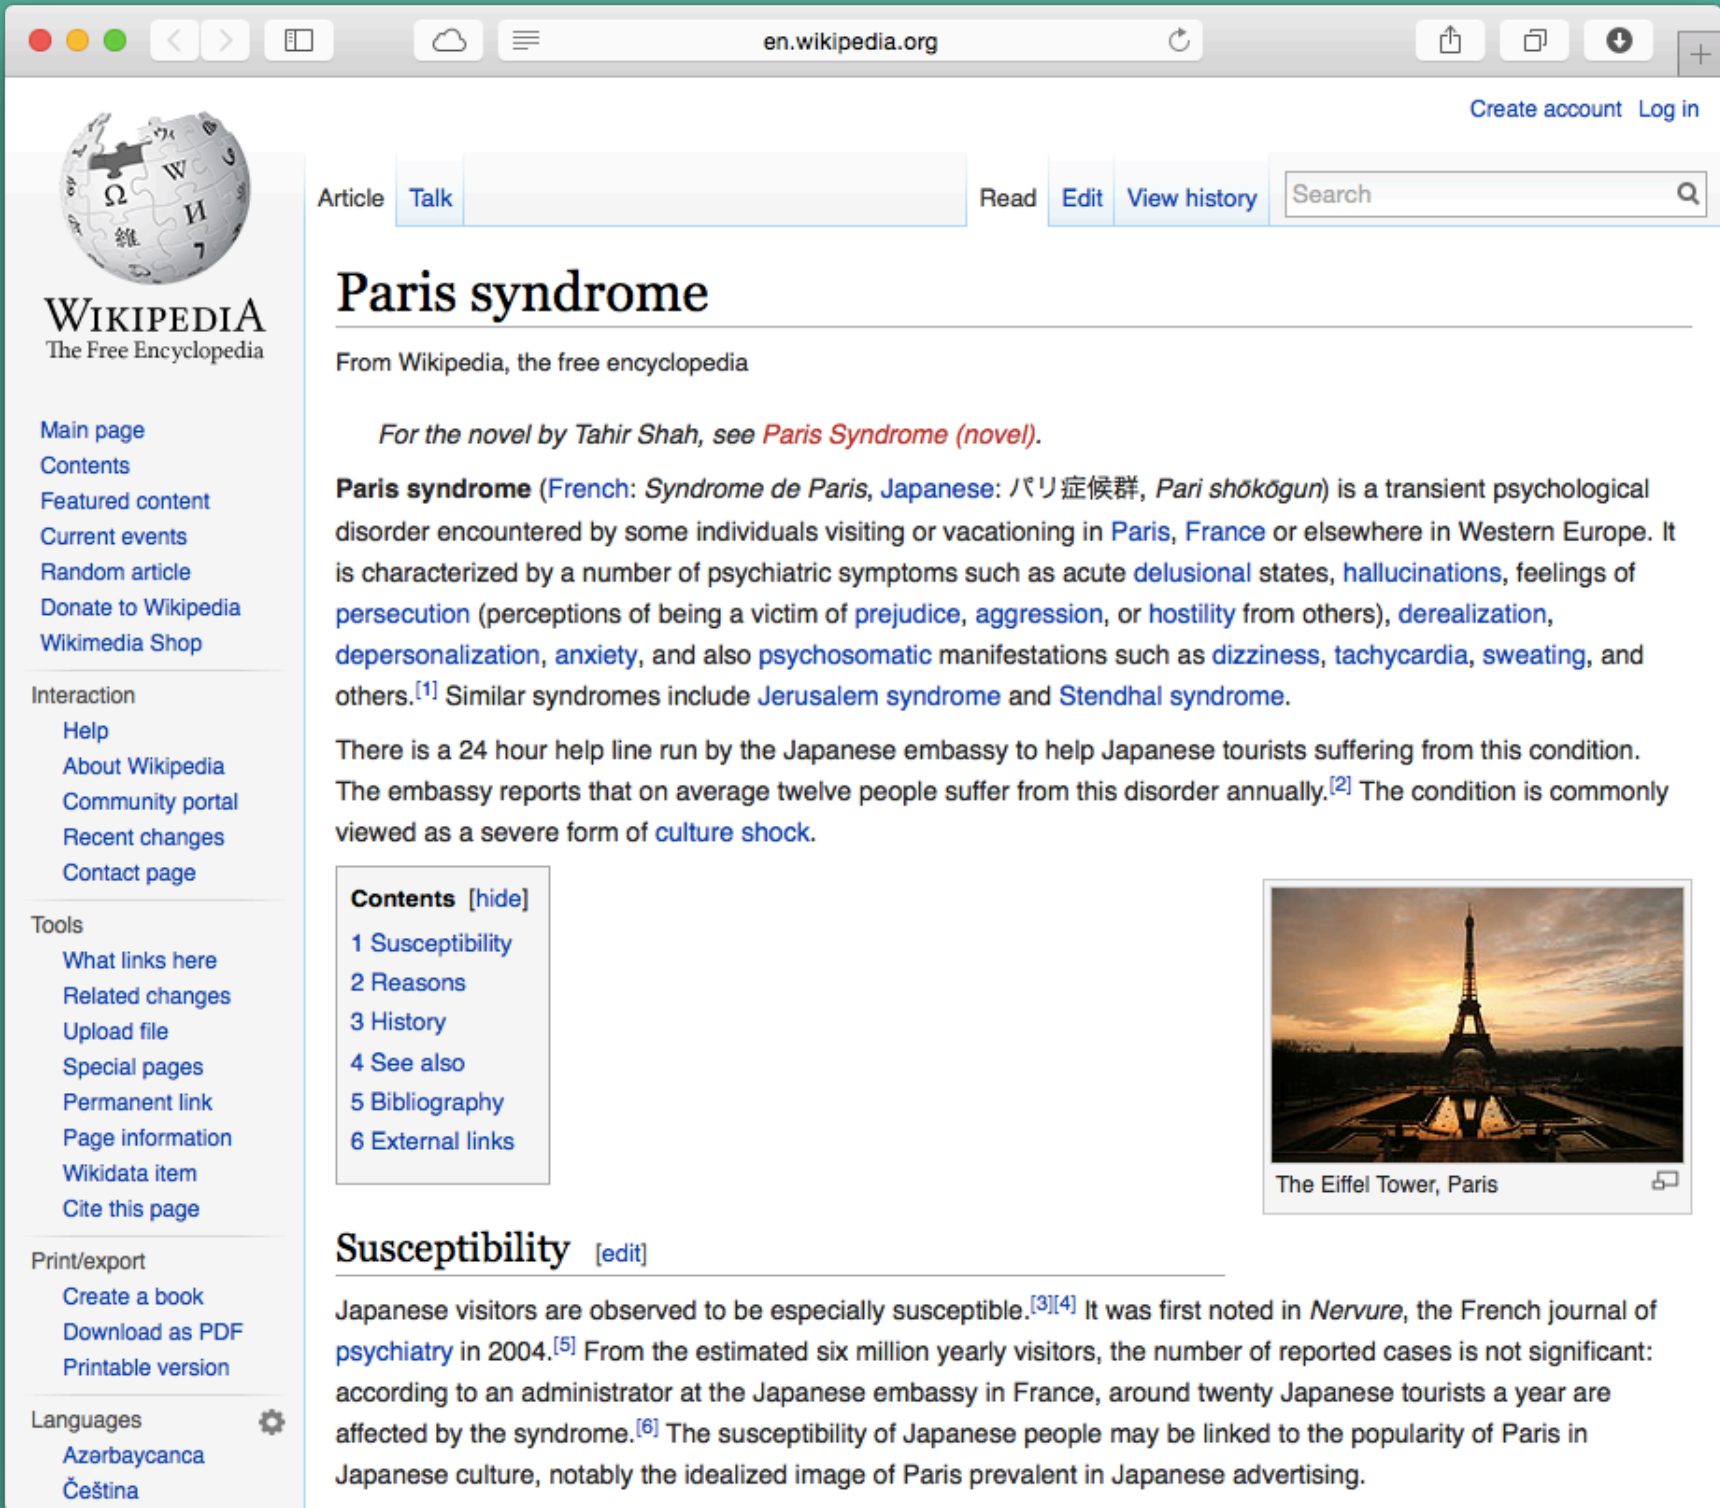 en.wikipedia.org
Create account Log in
Article Talk Read Edit View history Search
WIKIPEDIA
The Free Encyclopedia
Main page
Contents
Featured content
Current events
Random article
Donate to Wikipedia
Wikimedia Shop
Interaction
Help
About Wikipedia
Community portal
Recent changes
Contact page
Tools
What links here
Related changes
Upload file
Special pages
Permanent link
Page information
Wikidata item
Cite this page
Print/export
Create a book
Download as PDF
Printable version
Languages
Azərbaycanca
Čeština
Paris syndrome
From Wikipedia, the free encyclopedia
For the novel by Tahir Shah, see Paris Syndrome (novel).
Paris syndrome (French: Syndrome de Paris, Japanese: パリ症候群, Pari shōkōgun) is a transient psychological
disorder encountered by some individuals visiting or vacationing in Paris, France or elsewhere in Western Europe. It
is characterized by a number of psychiatric symptoms such as acute delusional states, hallucinations, feelings of
persecution (perceptions of being a victim of prejudice, aggression, or hostility from others), derealization,
depersonalization, anxiety, and also psychosomatic manifestations such as dizziness, tachycardia, sweating, and
others.[1] Similar syndromes include Jerusalem syndrome and Stendhal syndrome.
There is a 24 hour help line run by the Japanese embassy to help Japanese tourists suffering from this condition.
The embassy reports that on average twelve people suffer from this disorder annually.[2] The condition is commonly
viewed as a severe form of culture shock.
Contents [hide]
1 Susceptibility
2 Reasons
3 History
4 See also
5 Bibliography
6 External links
The Eiffel Tower, Paris
Susceptibility [edit]
Japanese visitors are observed to be especially susceptible.[3][4] It was first noted in Nervure, the French journal of
psychiatry in 2004.[5] From the estimated six million yearly visitors, the number of reported cases is not significant:
according to an administrator at the Japanese embassy in France, around twenty Japanese tourists a year are
affected by the syndrome.[6] The susceptibility of Japanese people may be linked to the popularity of Paris in
Japanese culture, notably the idealized image of Paris prevalent in Japanese advertising.